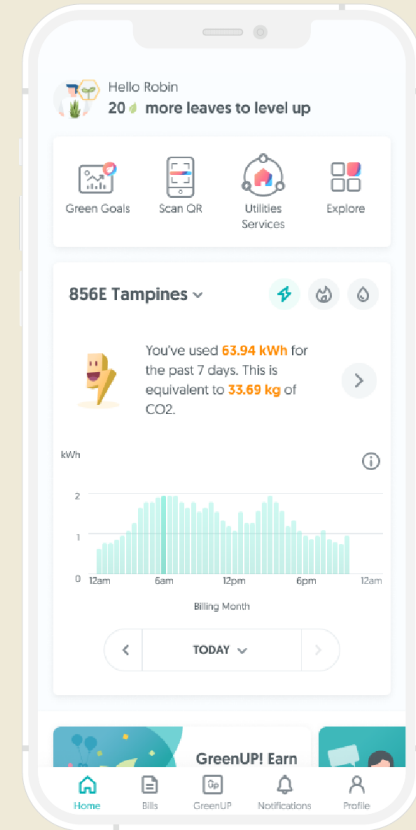 Hello Robin
20 more leaves to level up
Green Goals
Scan QR
Utilities
Services
Explore
856E Tampines
You've used 63.94 kWh for
the past 7 days. This is
equivalent to 33.69 kg of
CO2.
kWh
2
1
0
12am 6am 12pm 6pm 12am
Billing Month
TODAY
GreenUP! Earn
Home
Bills
Up
GreenUP
Notifications
Profile